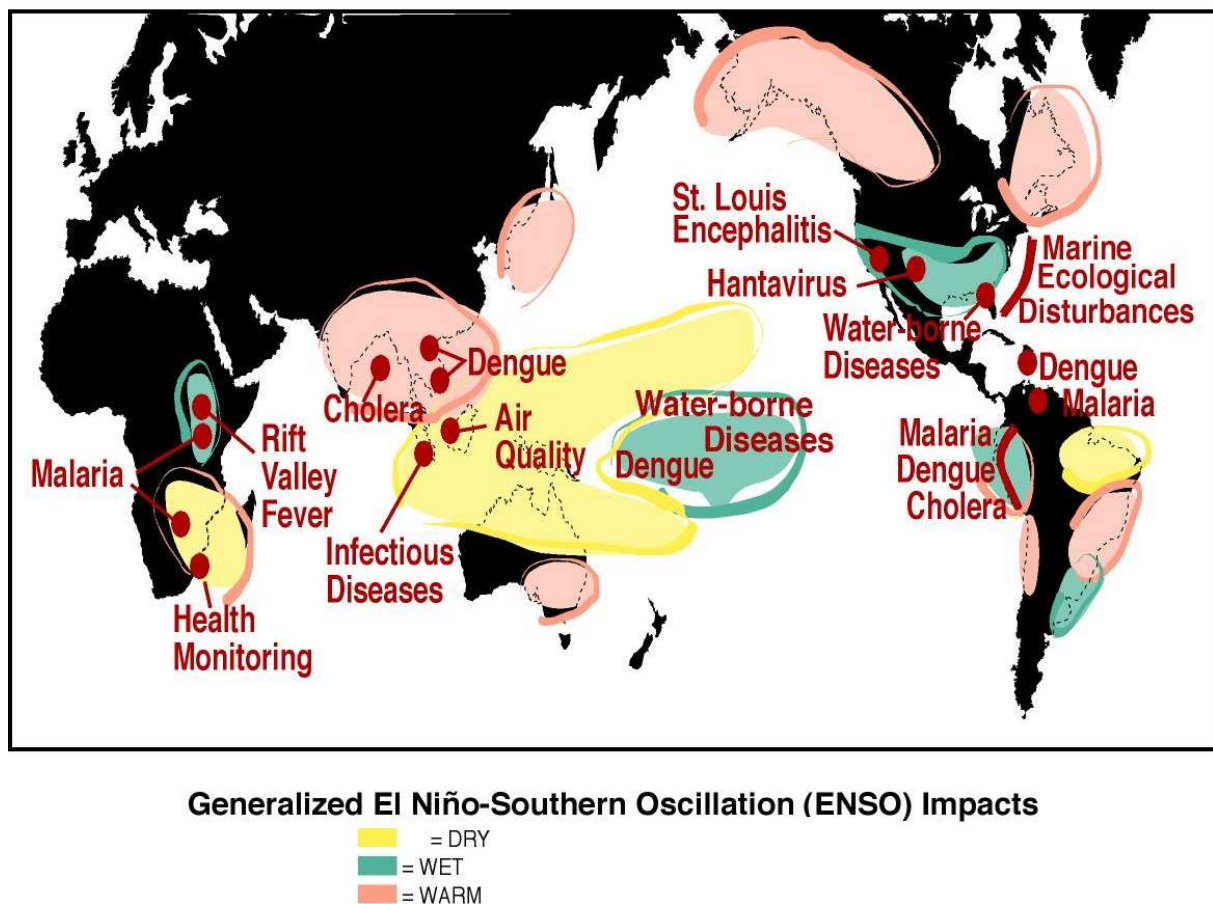 St. Louis
Encephalitis
Hantavirus
Water-borne
Diseases
Marine
Ecological
Disturbances
Dengue
Malaria
Malaria
Dengue
Cholera
Water-borne
Diseases
Dengue
Dengue
Cholera
Air
Quality
Infectious
Diseases
Malaria
Rift
Valley
Fever
Health
Monitoring
Generalized El Niño-Southern Oscillation (ENSO) Impacts
= DRY
= WET
= WARM